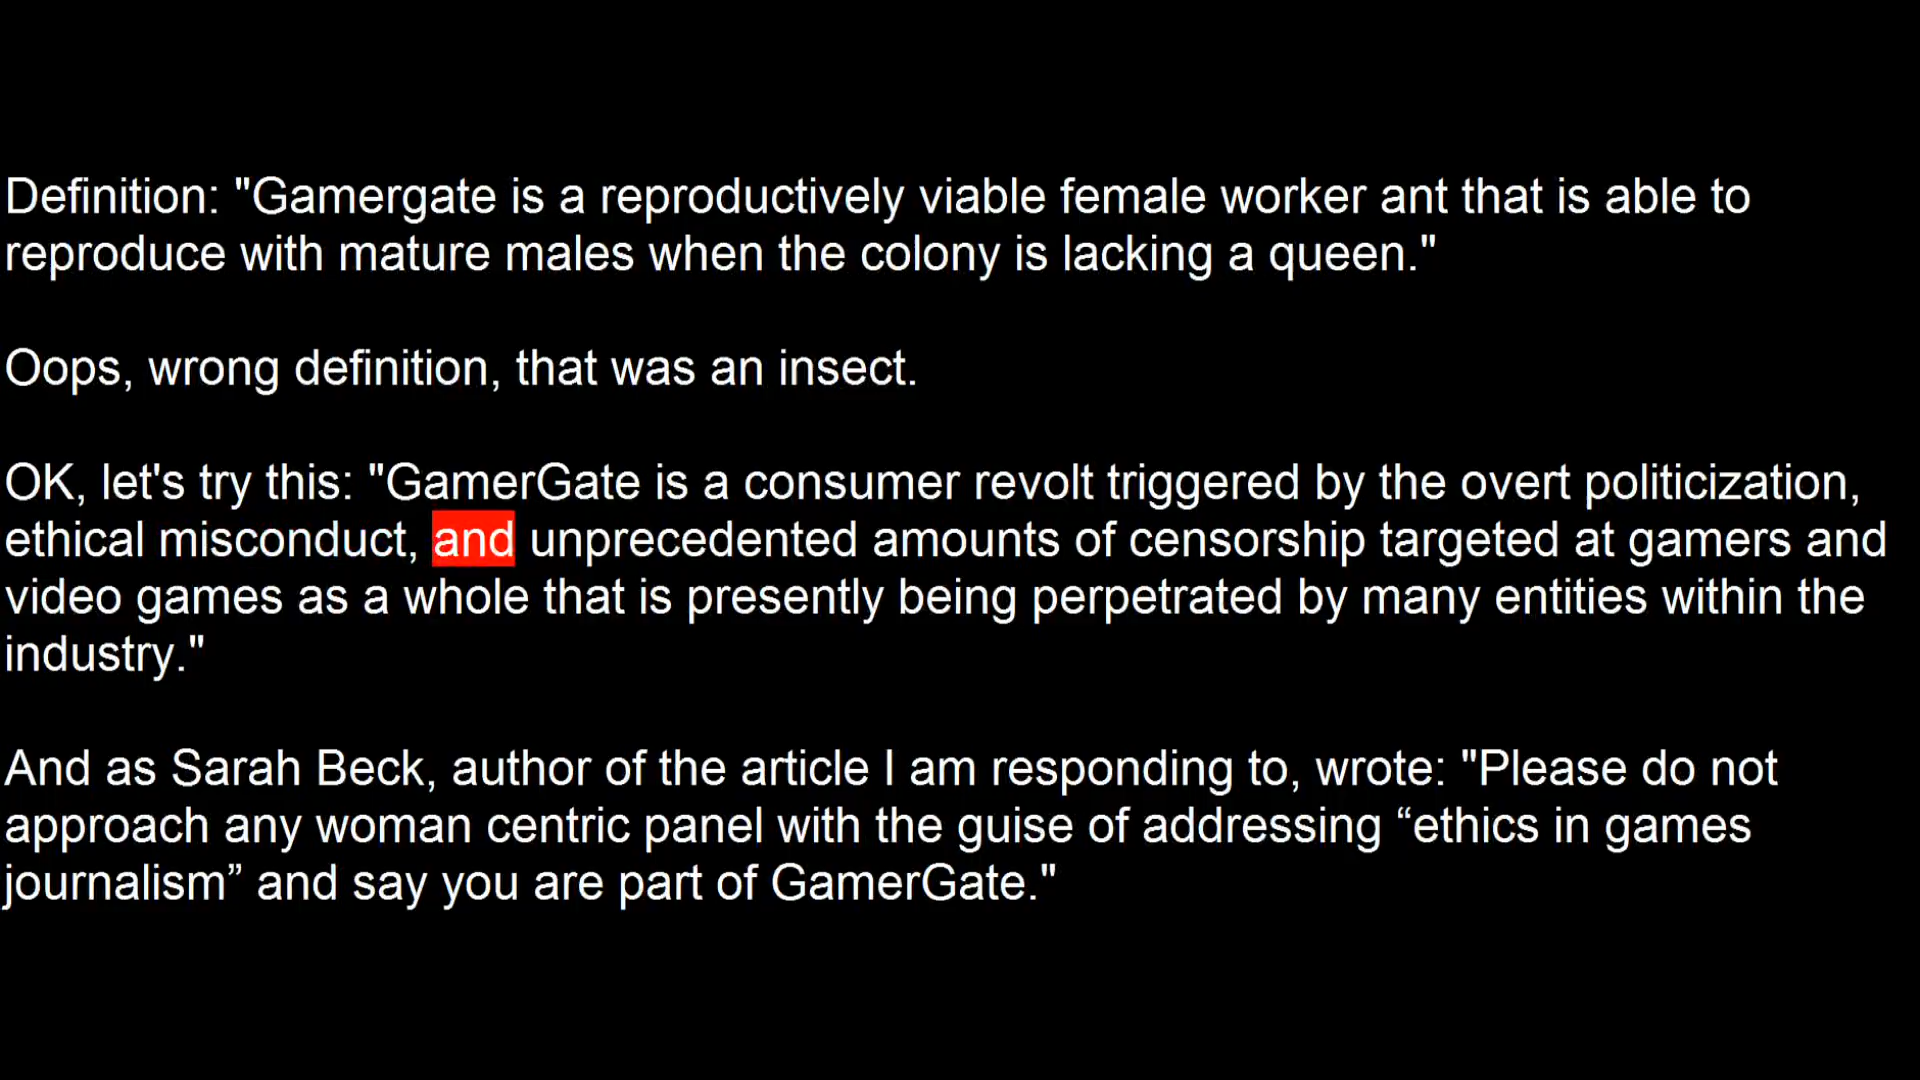 Definition: "Gamergate is a reproductively viable female worker ant that is able to
reproduce with mature males when the colony is lacking a queen."
Oops, wrong definition, that was an insect.
OK, let's try this: "GamerGate is a consumer revolt triggered by the overt politicization,
ethical misconduct, and unprecedented amounts of censorship targeted at gamers and
video games as a whole that is presently being perpetrated by many entities within the
industry."
And as Sarah Beck, author of the article I am responding to, wrote: "Please do not
approach any woman centric panel with the guise of addressing “ethics in games
journalism” and say you are part of GamerGate."